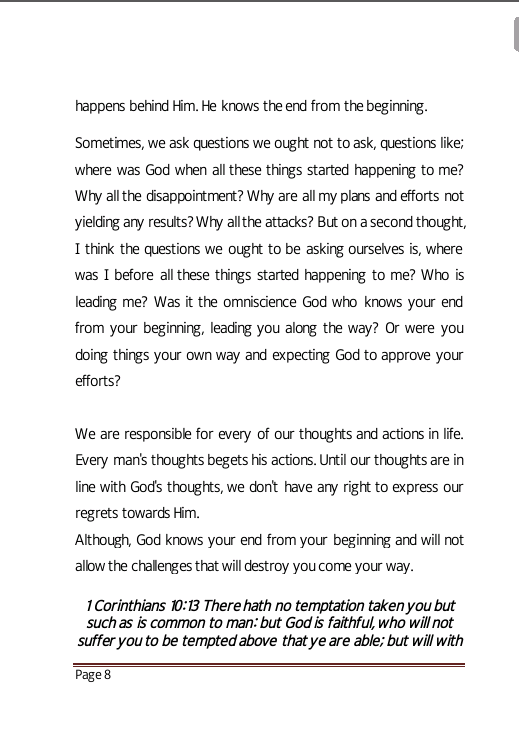 happens behind Him. He knows the end from the beginning.
Sometimes, we ask questions we ought not to ask, questions like;
where was God when all these things started happening to me?
Why all the disappointment? Why are all my plans and efforts not
yielding any results? Why all the attacks? But on a second thought,
I think the questions we ought to be asking ourselves is, where
was I before all these things started happening to me? Who is
leading me? Was it the omniscience God who knows your end
from your beginning, leading you along the way? Or were you
doing things your own way and expecting God to approve your
efforts?
We are responsible for every of our thoughts and actions in life.
Every man's thoughts begets his actions. Until our thoughts are in
line with God's thoughts, we don't have any right to express our
regrets towards Him.
Although, God knows your end from your beginning and will not
allow the challenges that will destroy you come your way.
1 Corinthians 10:13 There hath no temptation taken you but
such as is common to man: but God is faithful, who will not
suffer you to be tempted above that ye are able; but will with
Page 8